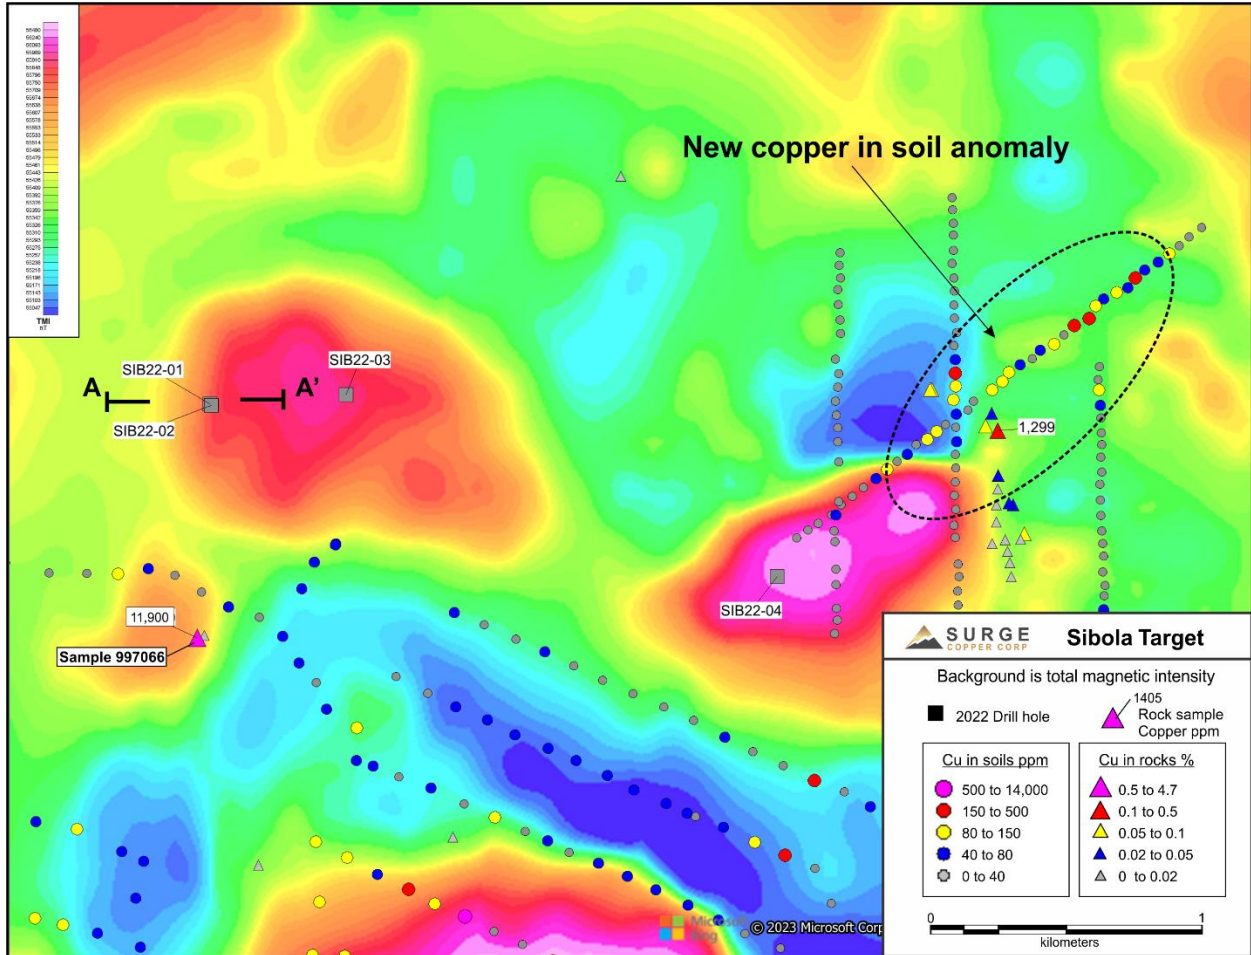 TMI
nT
New copper in soil anomaly
SIB22-01
SIB22-03
A
A'
SIB22-02
1,299
SIB22-04
11,900
Sample 997066
SURGE
COPPER CORP
Sibola Target
Background is total magnetic intensity
2022 Drill hole
1405
Rock sample
Copper ppm
Cu in soils ppm
500 to 14,000
150 to 500
80 to 150
40 to 80
0 to 40
Cu in rocks %
0.5 to 4.7
0.1 to 0.5
0.05 to 0.1
0.02 to 0.05
0 to 0.02
0
1
kilometers
Microsoft
Bing
© 2023 Microsoft Corp